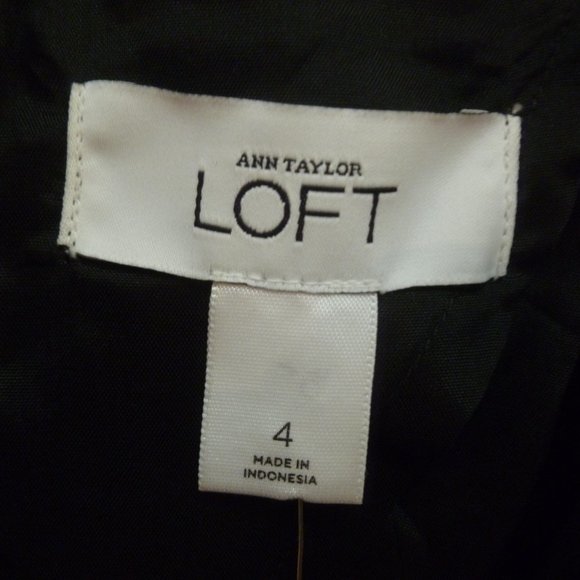 ANN TAYLOR
LOFT
4
MADE IN
INDONESIA